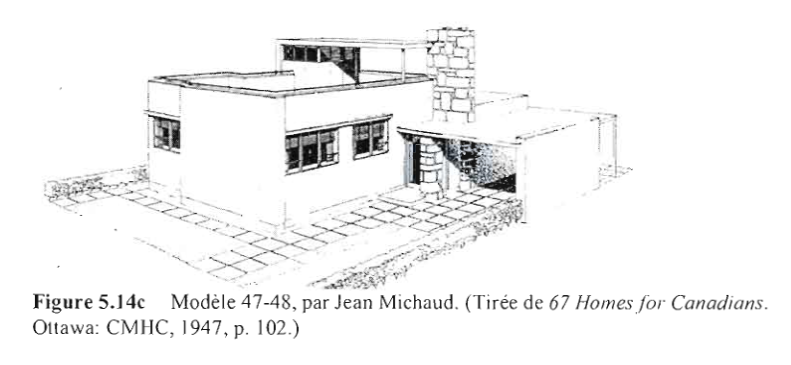 Figure 5.14c Modèle 47-48, par Jean Michaud. (Tirée de 67 Homes for Canadians.
Ottawa: CMHC, 1947, p. 102.)